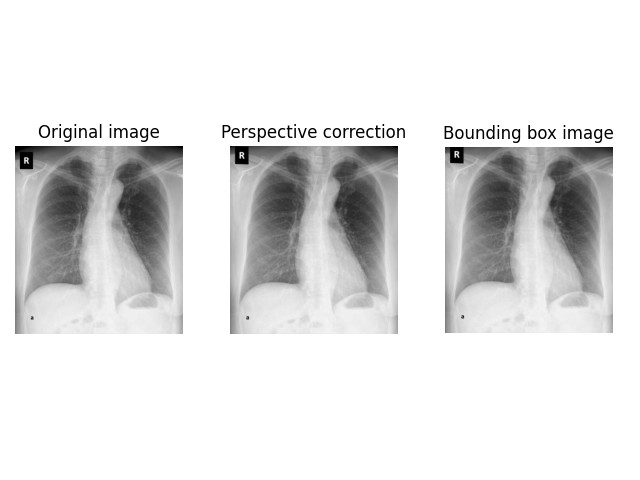 Original image
Perspective correction
Bounding box image
R
R
R
a
a
a